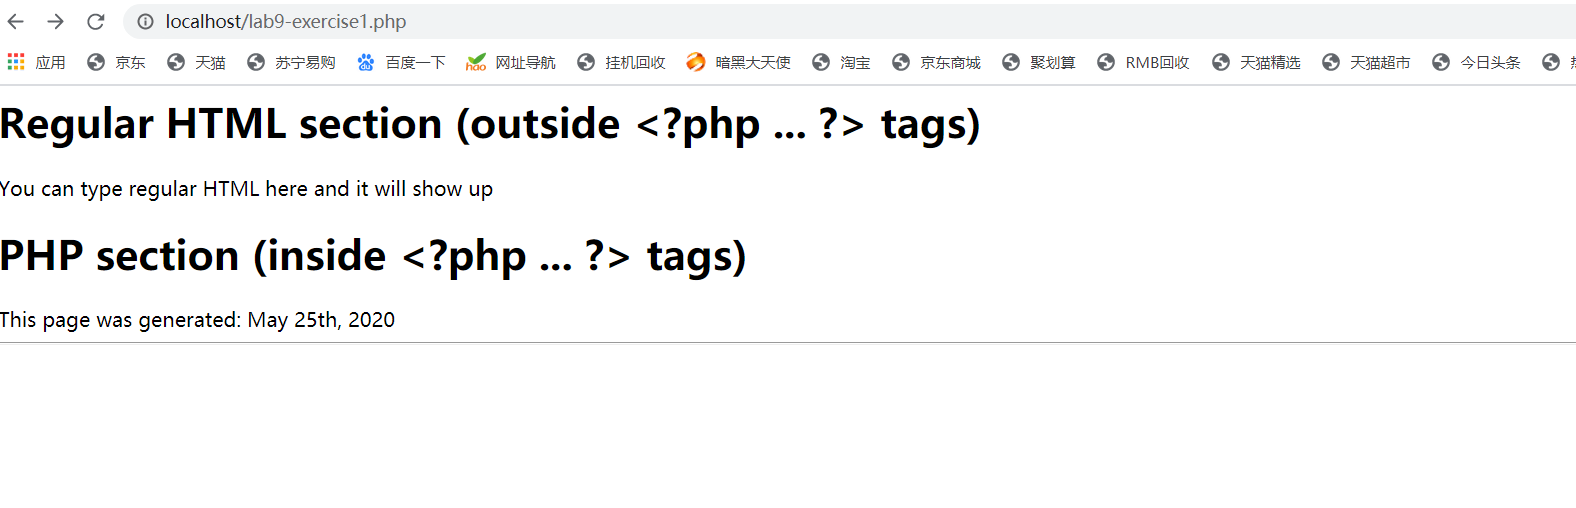 localhost/lab9-exercise1.php
应用 京东 天猫 苏宁易购 du 百度一下 hao 网址导航 挂机回收 暗黑大天使 淘宝 京东商城 聚划算 RMB回收 天猫精选 天猫超市 今日头条
Regular HTML section (outside <?php ... ?> tags)
You can type regular HTML here and it will show up
PHP section (inside <?php ... ?> tags)
This page was generated: May 25th, 2020